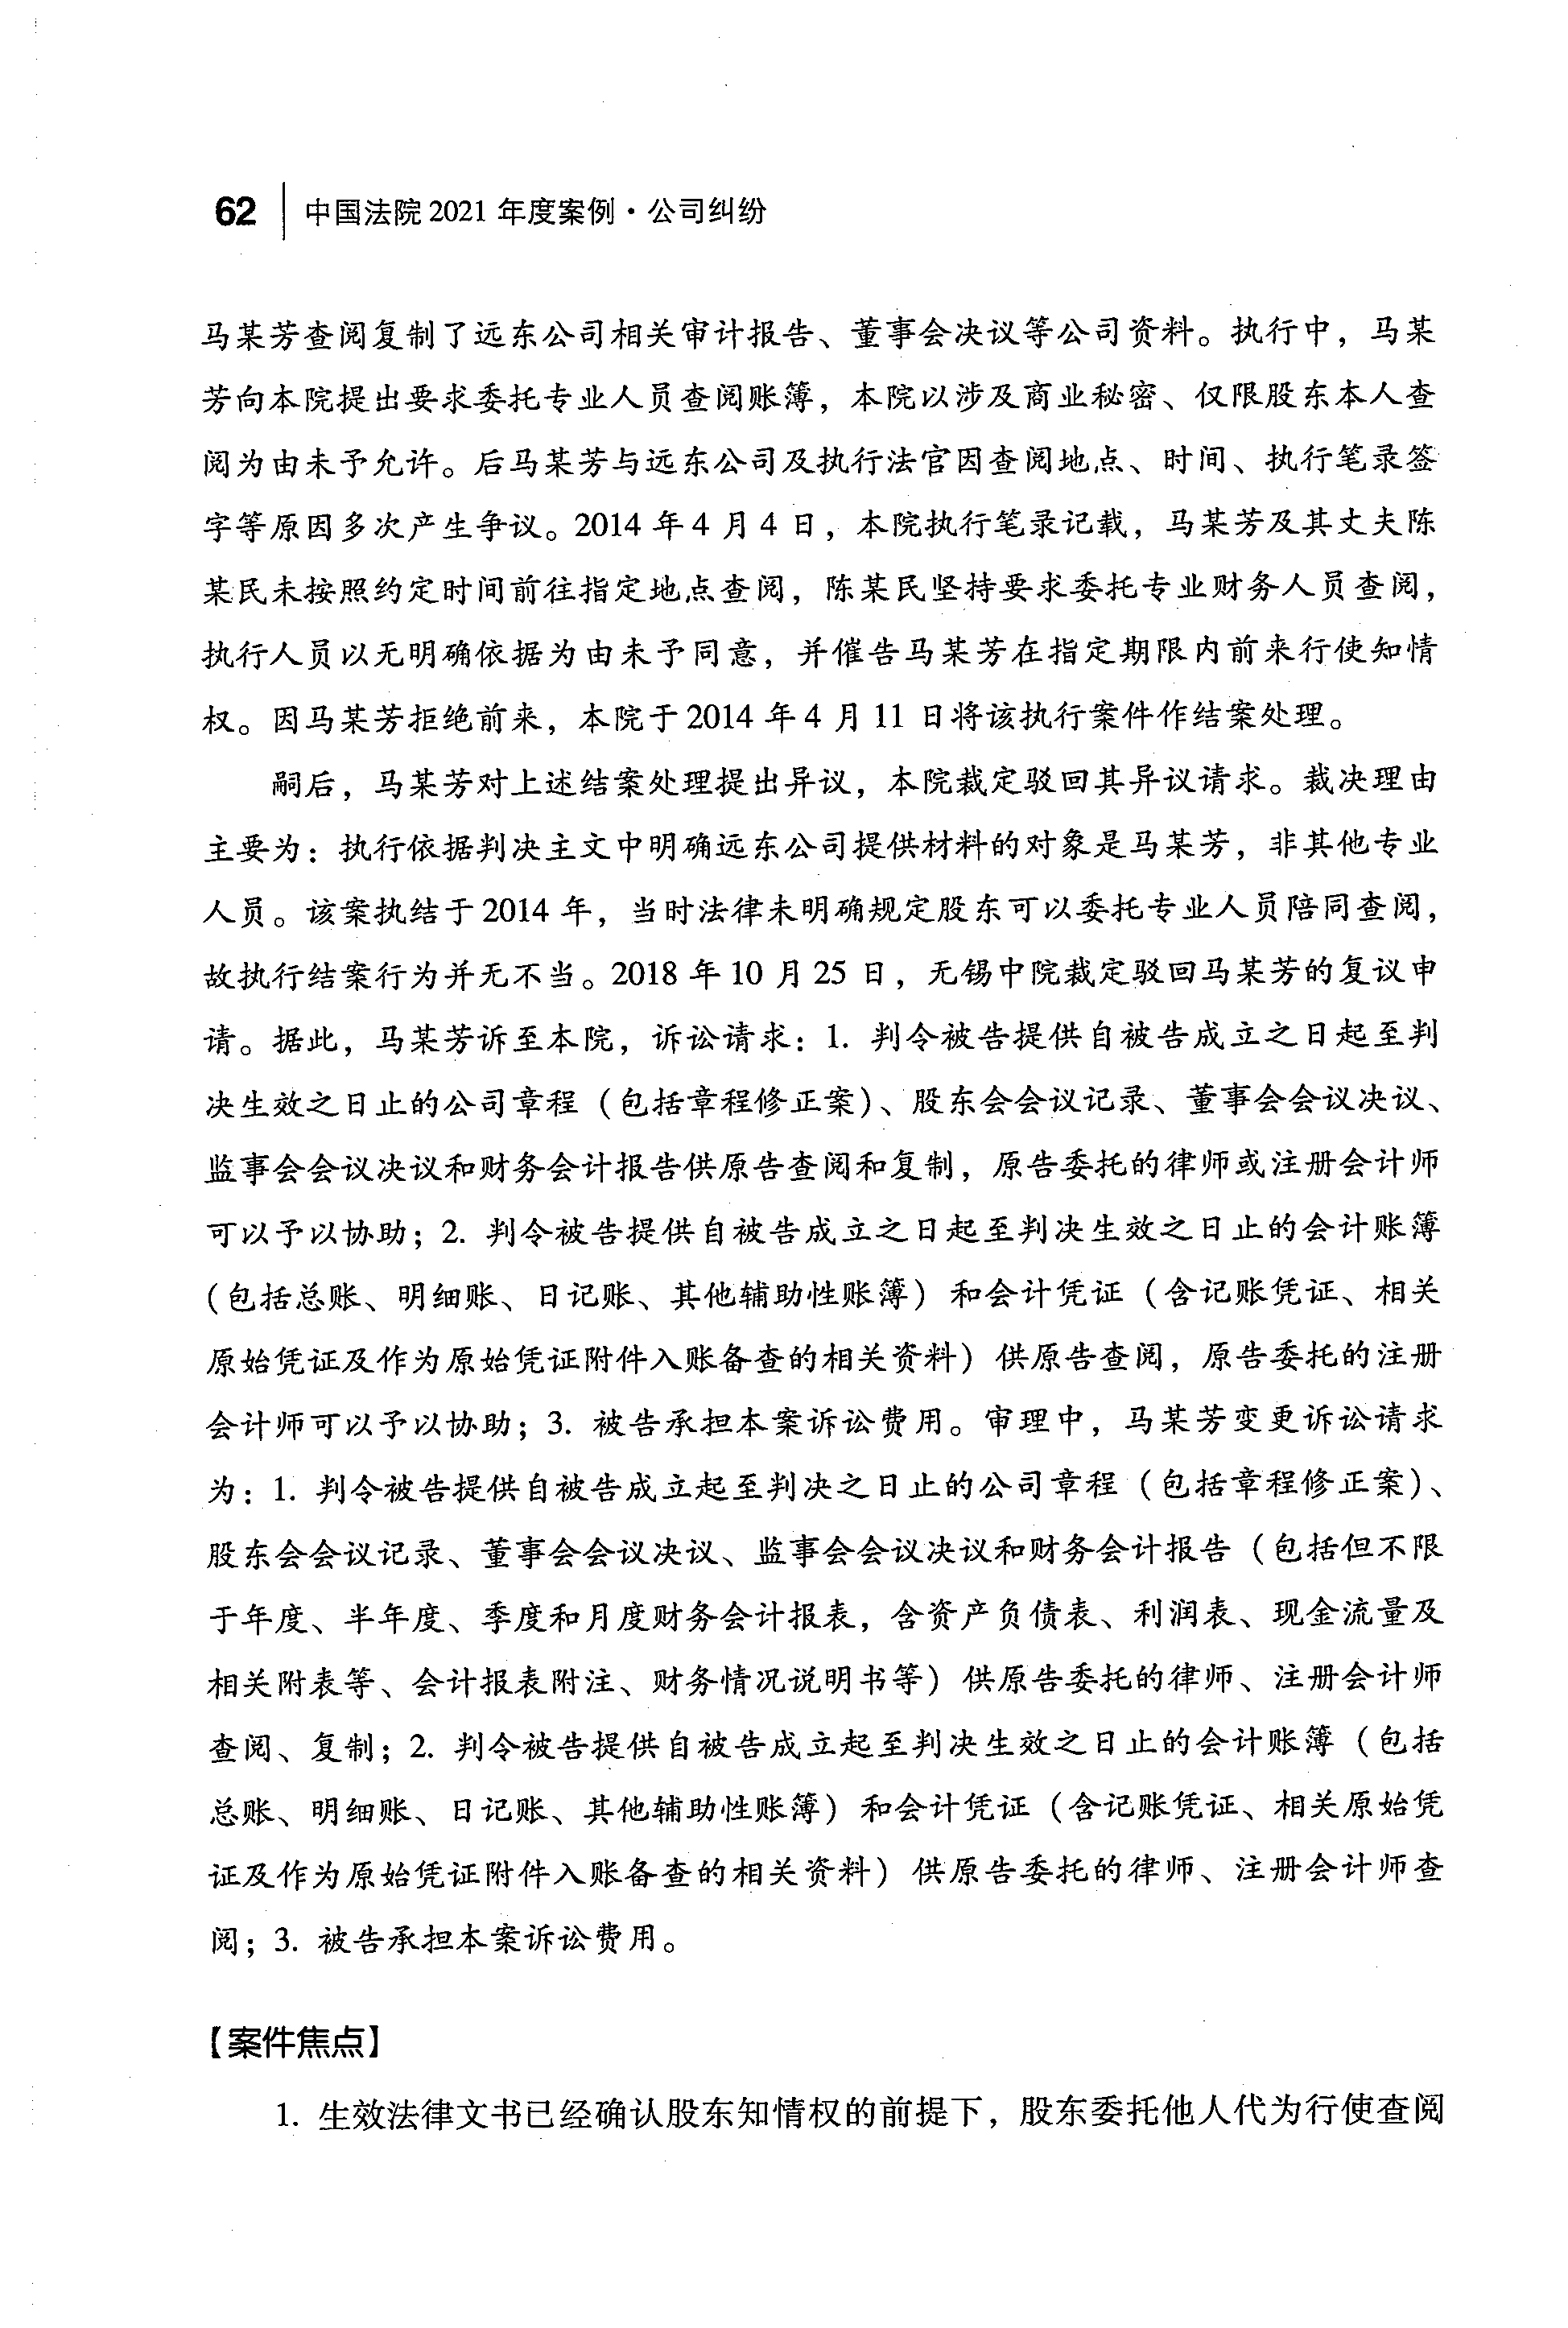 62 中国法院 2021 年度案例·公司纠纷
马某芳查阅复制了远东公司相关审计报告、董事会决议等公司资料。执行中，马某
芳向本院提出要求委托专业人员查阅账簿，本院以涉及商业秘密、仅限股东本人查
阅为由未予允许。后马某芳与远东公司及执行法官因查阅地点、时间、执行笔录签
字等原因多次产生争议。2014 年 4 月 4 日，本院执行笔录记载，马某芳及其丈夫陈
某民未按照约定时间前往指定地点查阅，陈某民坚持要求委托专业财务人员查阅，
执行人员以无明确依据为由未予同意，并催告马某芳在指定期限内前来行使知情
权。因马某芳拒绝前来，本院于 2014 年 4 月 11 日将该执行案件作结案处理。
嗣后，马某芳对上述结案处理提出异议，本院裁定驳回其异议请求。裁决理由
主要为：执行依据判决主文中明确远东公司提供材料的对象是马某芳，非其他专业
人员。该案执结于 2014 年，当时法律未明确规定股东可以委托专业人员陪同查阅，
故执行结案行为并无不当。2018 年 10 月 25 日，无锡中院裁定驳回马某芳的复议申
请。据此，马某芳诉至本院，诉讼请求：1. 判令被告提供自被告成立之日起至判
决生效之日止的公司章程（包括章程修正案）、股东会会议记录、董事会会议决议、
监事会会议决议和财务会计报告供原告查阅和复制，原告委托的律师或注册会计师
可以予以协助；2. 判令被告提供自被告成立之日起至判决生效之日止的会计账簿
（包括总账、明细账、日记账、其他辅助性账簿）和会计凭证（含记账凭证、相关
原始凭证及作为原始凭证附件入账备查的相关资料）供原告查阅，原告委托的注册
会计师可以予以协助；3. 被告承担本案诉讼费用。审理中，马某芳变更诉讼请求
为：1. 判令被告提供自被告成立起至判决之日止的公司章程（包括章程修正案）、
股东会会议记录、董事会会议决议、监事会会议决议和财务会计报告（包括但不限
于年度、半年度、季度和月度财务会计报表，含资产负债表、利润表、现金流量及
相关附表等、会计报表附注、财务情况说明书等）供原告委托的律师、注册会计师
查阅、复制；2. 判令被告提供自被告成立起至判决生效之日止的会计账簿（包括
总账、明细账、日记账、其他辅助性账簿）和会计凭证（含记账凭证、相关原始凭
证及作为原始凭证附件入账备查的相关资料）供原告委托的律师、注册会计师查
阅；3. 被告承担本案诉讼费用。
【案件焦点】
1. 生效法律文书已经确认股东知情权的前提下，股东委托他人代为行使查阅